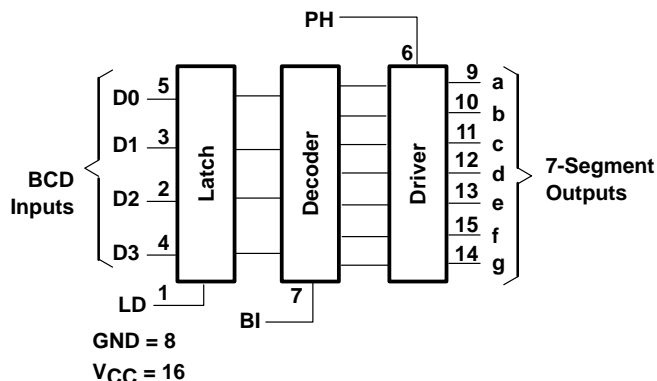 PH
6
BCD
Inputs
D0 5
D1 3
D2 2
D3 4
LD 1
Latch
Decoder
BI 7
Driver
9 a
10 b
11 c
12 d
13 e
15 f
14 g
7-Segment
Outputs
GND = 8
VCC = 16